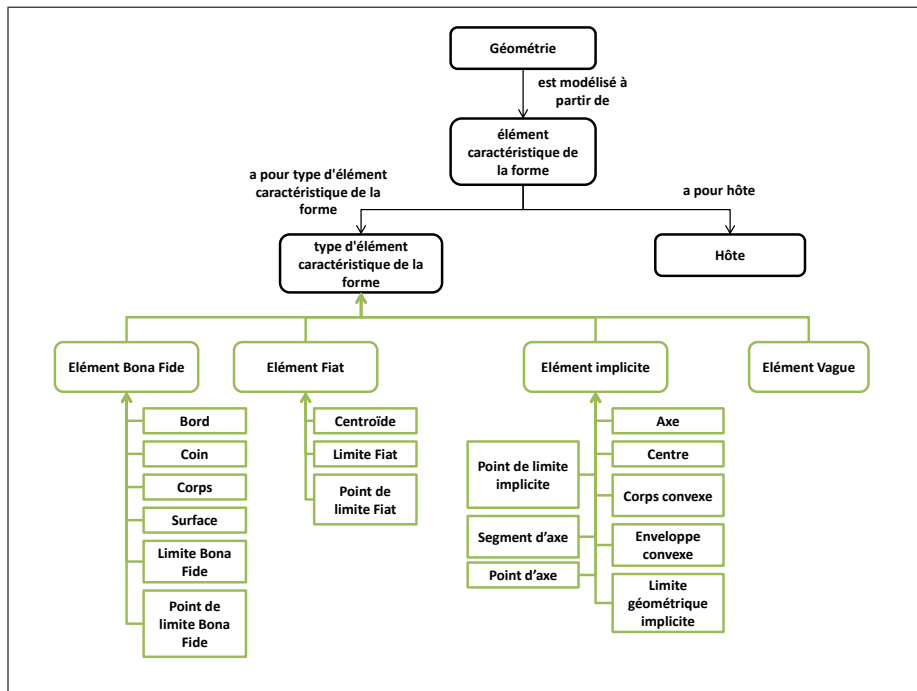 Géométrie
est modélisé à
partir de
élément
caractéristique de
la forme
a pour type d'élément
caractéristique de la
forme
a pour hôte
type d'élément
caractéristique de la
forme
Hôte
Elément Bona Fide
Elément Fiat
Elément implicite
Elément Vague
Bord
Coin
Corps
Surface
Limite Bona
Fide
Point de
limite Bona
Fide
Centroïde
Limite Fiat
Point de
limite Fiat
Point de limite
implicite
Segment d’axe
Point d’axe
Axe
Centre
Corps convexe
Enveloppe
convexe
Limite
géométrique
implicite